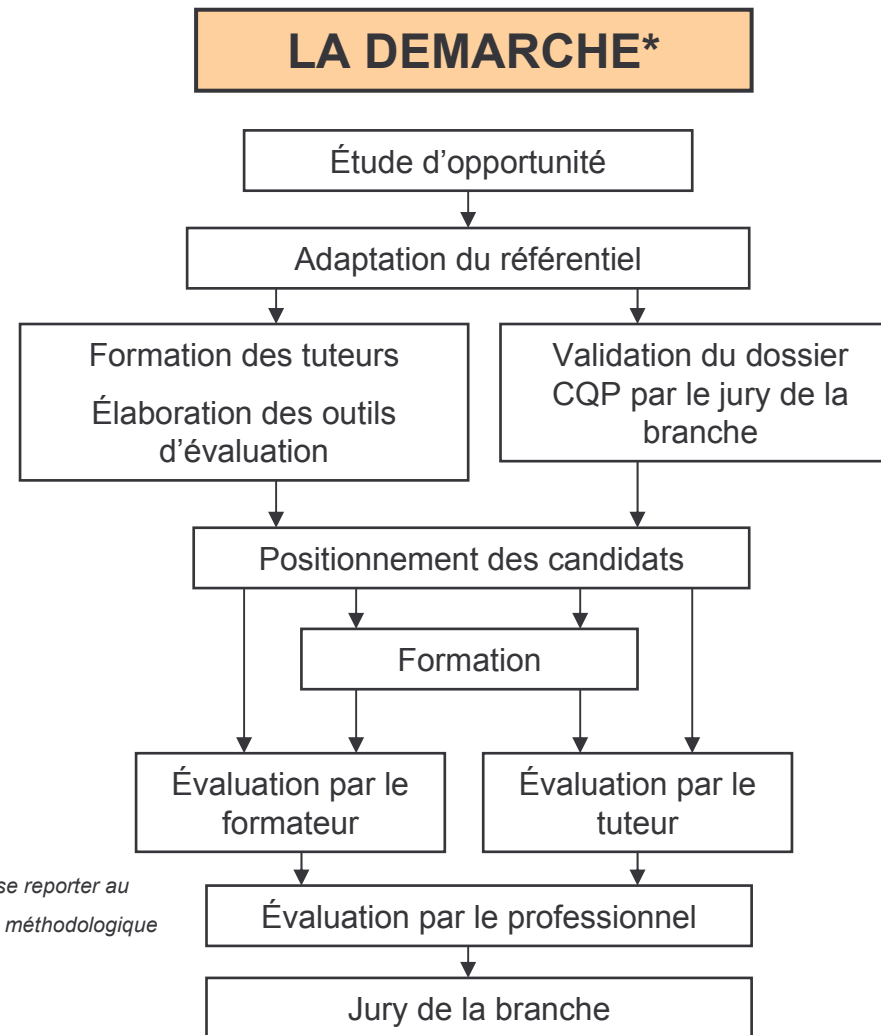 LA DEMARCHE*
Étude d’opportunité
Adaptation du référentiel
Formation des tuteurs
Élaboration des outils
d’évaluation
Validation du dossier
CQP par le jury de la
branche
Positionnement des candidats
Formation
Évaluation par le
formateur
Évaluation par le
tuteur
se reporter au
méthodologique
Évaluation par le professionnel
Jury de la branche